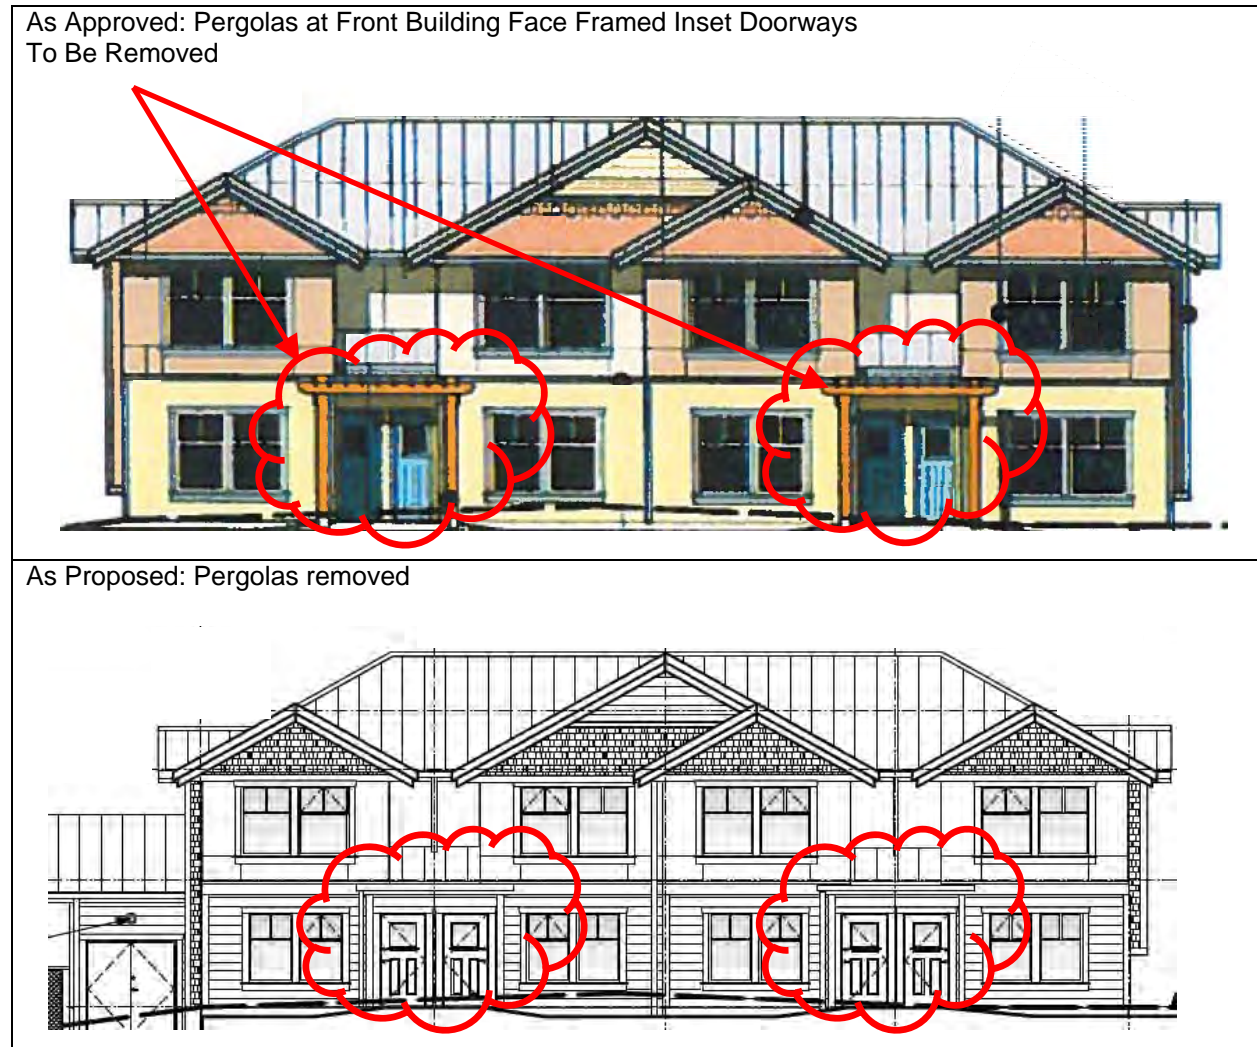 As Approved: Pergolas at Front Building Face Framed Inset Doorways
To Be Removed
As Proposed: Pergolas removed